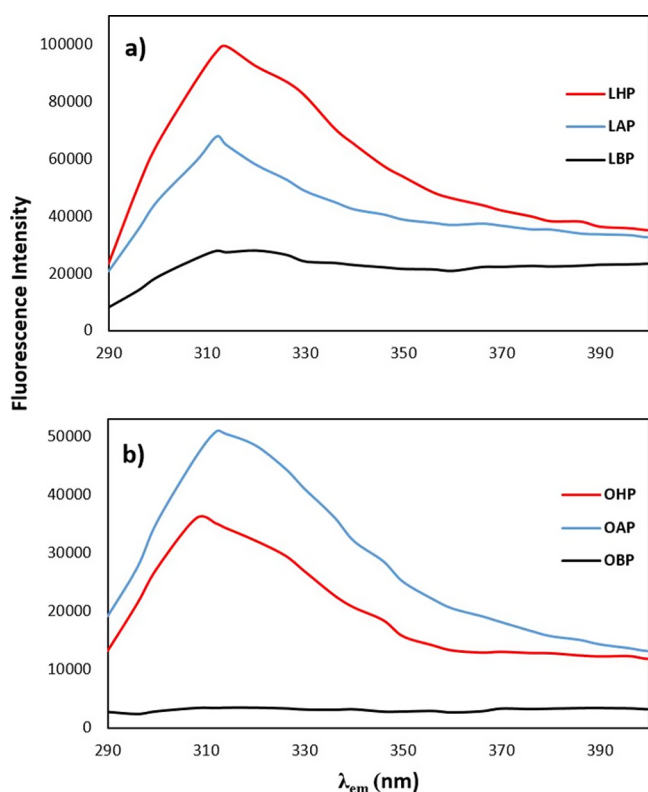 a)
100000
80000
60000
40000
20000
0
LHP
LAP
LBP
290 310 330 350 370 390
Fluorescence Intensity
b)
50000
40000
30000
20000
10000
0
OHP
OAP
OBP
290 310 330 350 370 390
λem (nm)